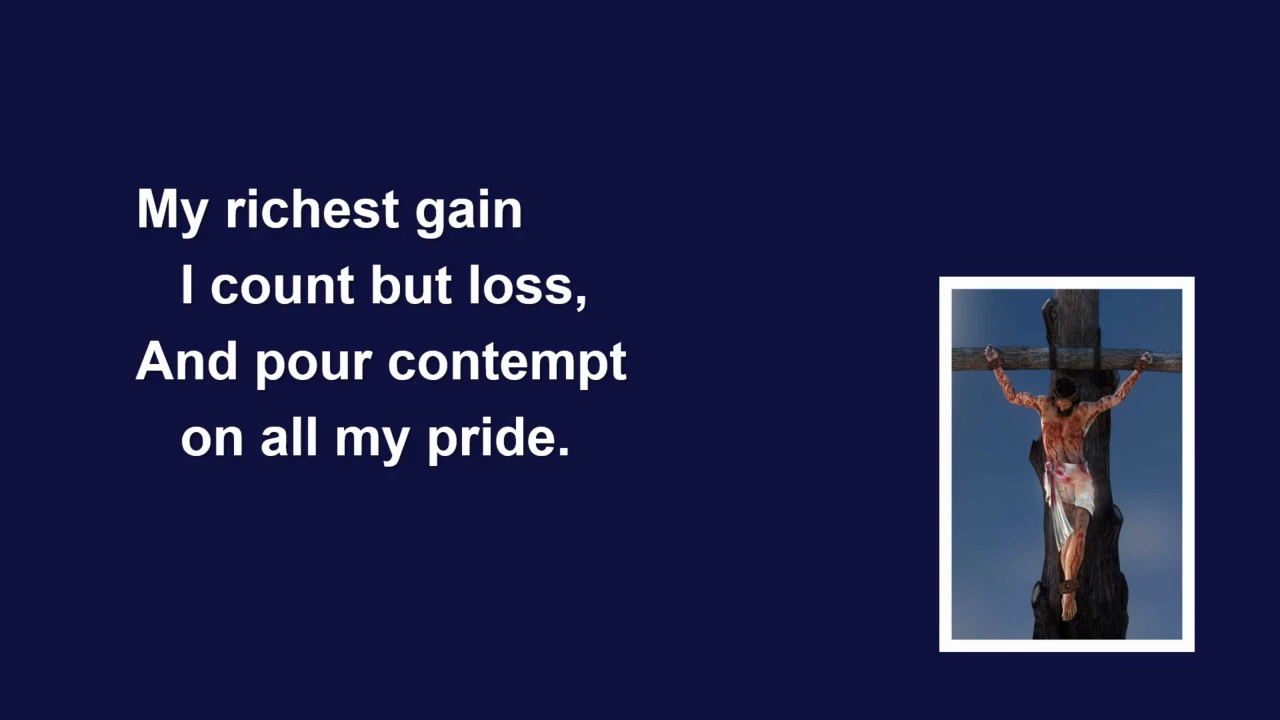 My richest gain
I count but loss,
And pour contempt
on all my pride.